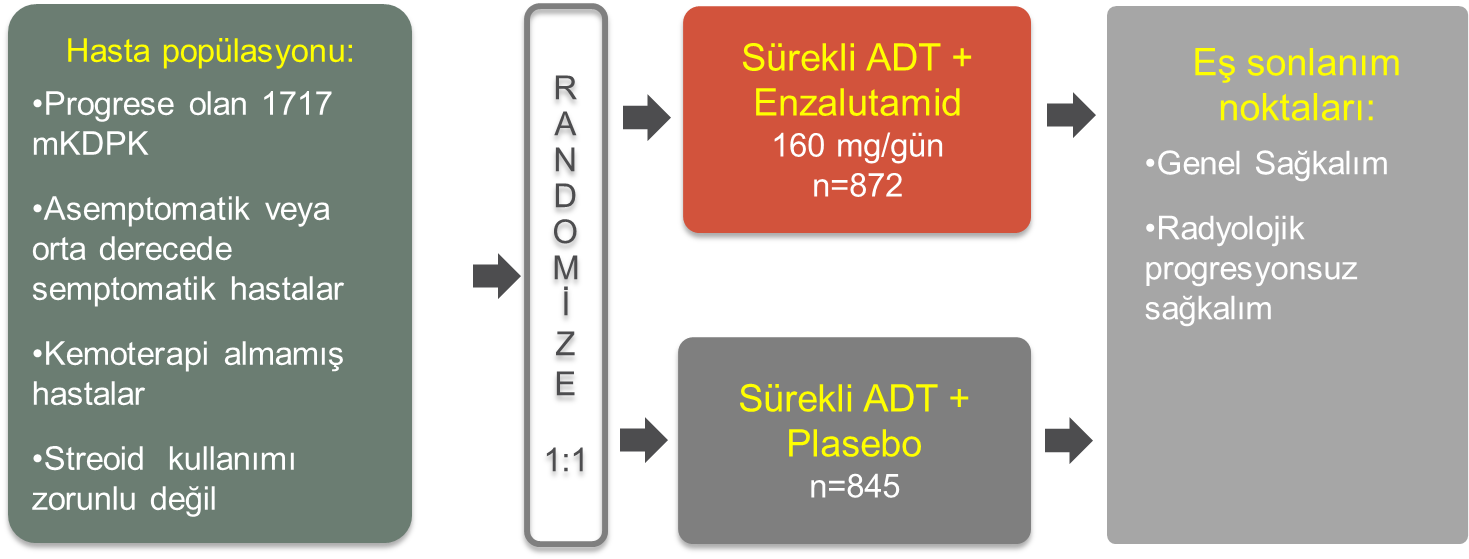 Hasta popülasyonu:
•Progrese olan 1717
mKDPK
•Asemptomatik veya
orta derecede
semptomatik hastalar
•Kemoterapi almamış
hastalar
•Streoid kullanımı
zorunlu değil
R
A
N
D
O
M
İ
Z
E
1:1
Sürekli ADT +
Enzalutamid
160 mg/gün
n=872
Sürekli ADT +
Plasebo
n=845
Eş sonlanım
noktaları:
•Genel Sağkalım
•Radyolojik
progresyonsuz
sağkalım